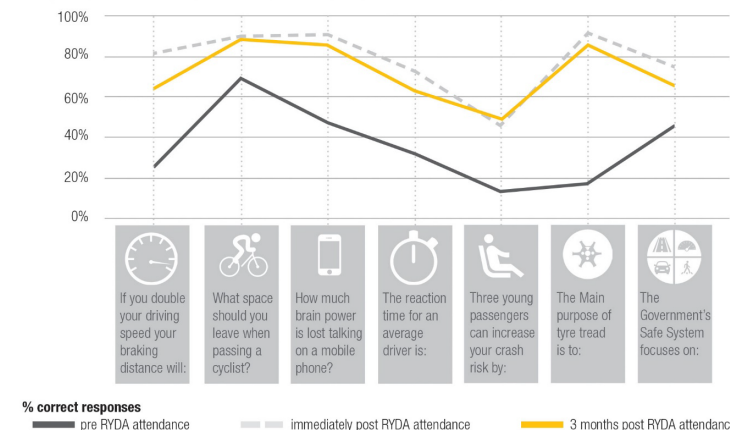 100%
80%
60%
40%
20%
0%
If you double
your driving
speed your
braking
distance will:
What space
should you
leave when
passing a
cyclist?
How much
brain power
is lost talking
on a mobile
phone?
The reaction
time for an
average
driver is:
Three young
passengers
can increase
your crash
risk by:
The Main
purpose of
tyre tread
is to:
The
Government's
Safe System
focuses on:
% correct responses
pre RYDA attendance
immediately post RYDA attendance
3 months post RYDA attendanc